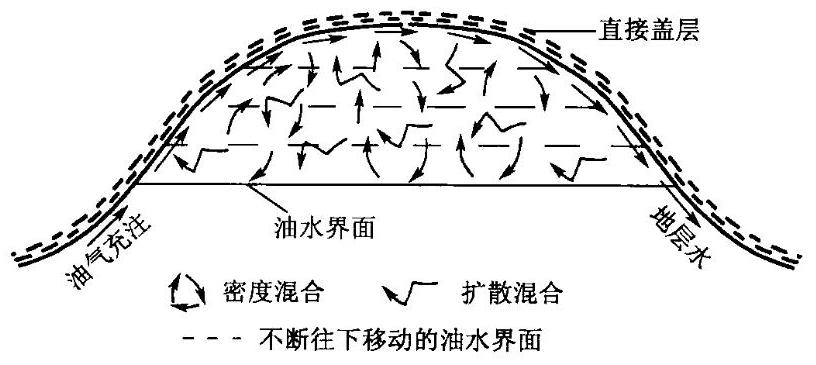 直接盖层
油水界面
油气充注
地层水
密度混合
扩散混合
不断往下移动的油水界面